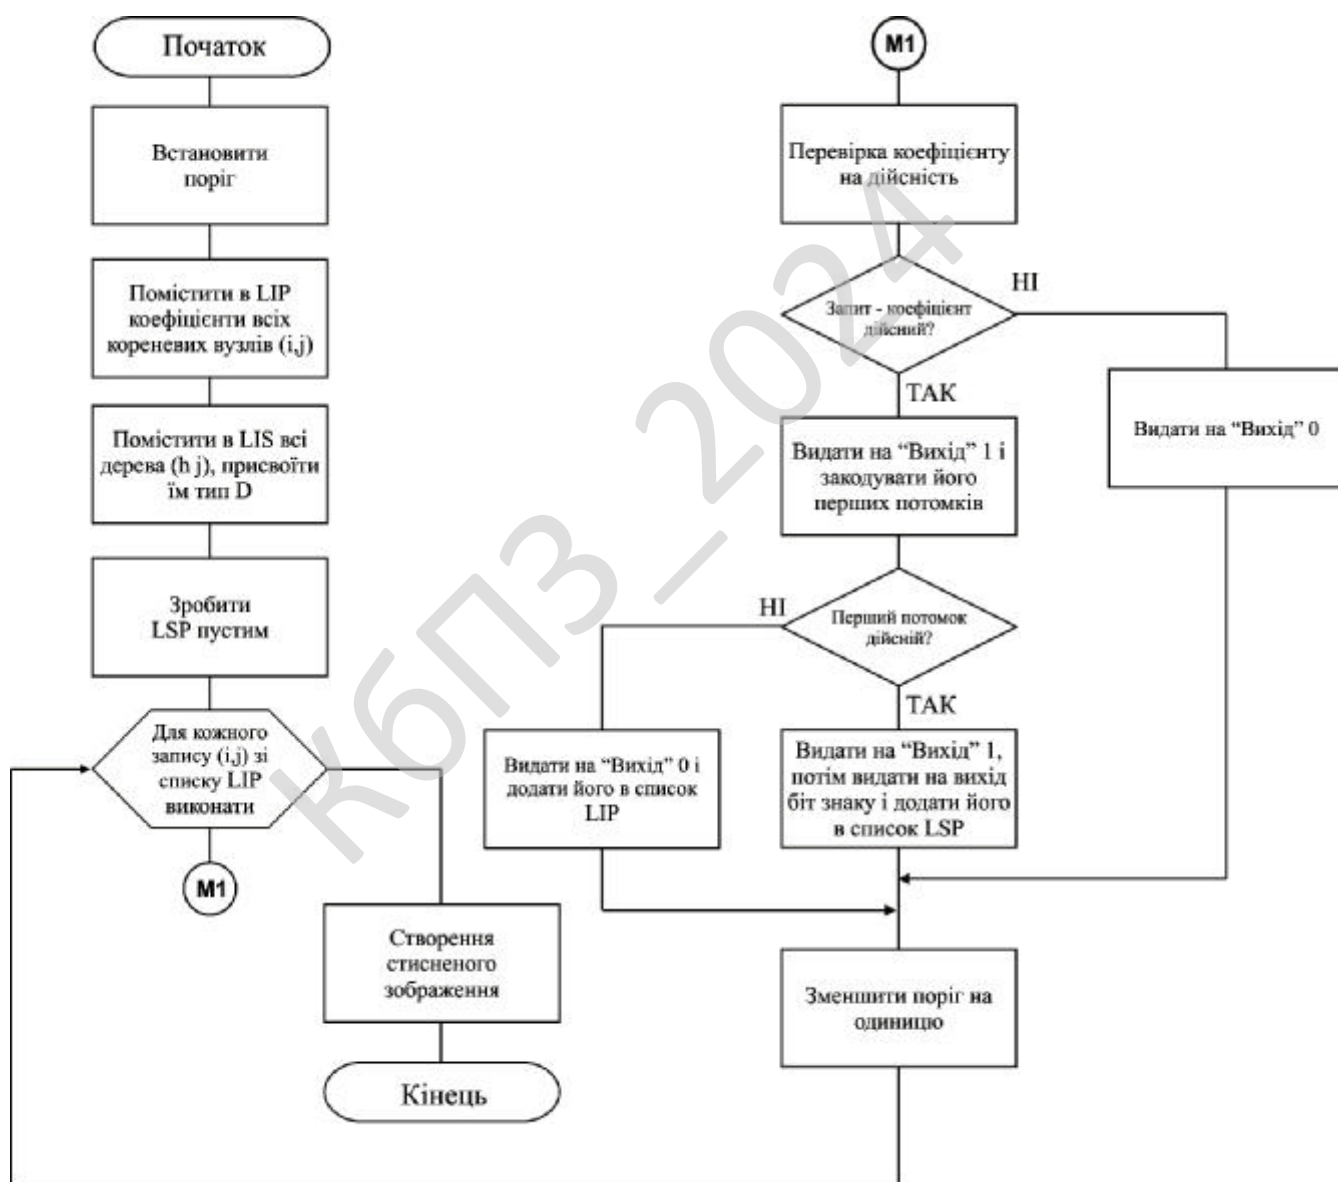 Початок
Встановити
поріг
Помістити в LIP
коефіцієнти всіх
кореневих вузлів (i,j)
Помістити в LIS всі
дерева (h j), присвоїти
їм тип D
Зробити
LSP пустим
Для кожного
запису (i,j) зі
списку LIP
виконати
M1
Створення
стисненого
зображення
Кінець
M1
Перевірка коефіцієнту
на дійсність
Запит - коефіцієнт
дійсний?
НІ
ТАК
Видати на “Вихід” 0
Видати на “Вихід” 1 і
закодувати його
перших потомків
Перший потомок
дійсній?
НІ
ТАК
Видати на “Вихід” 0 і
додати його в список
LIP
Видати на “Вихід” 1,
потім видати на вихід
біт знаку і додати його
в список LSP
Зменшити поріг на
одиницю
КбПЗ_2024